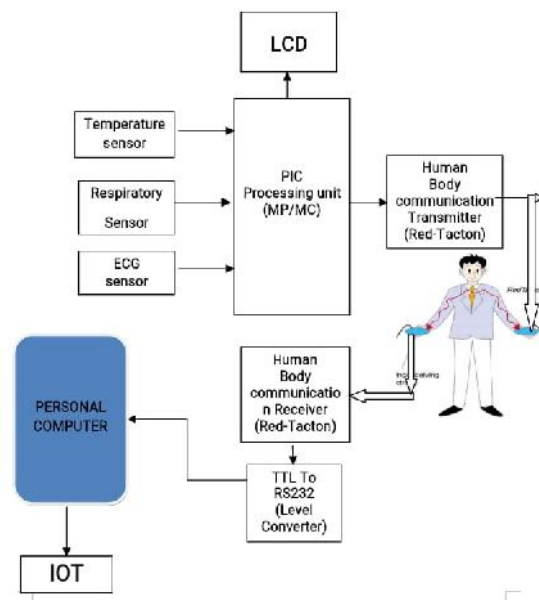 LCD
Temperature
sensor
Respiratory
Sensor
ECG
sensor
PIC
Processing unit
(MP/MC)
Human
Body
communication
Transmitter
(Red-Tacton)
Human
Body
communicatio
n Receiver
(Red-Tacton)
TTL To
RS232
(Level
Converter)
PERSONAL
COMPUTER
IOT